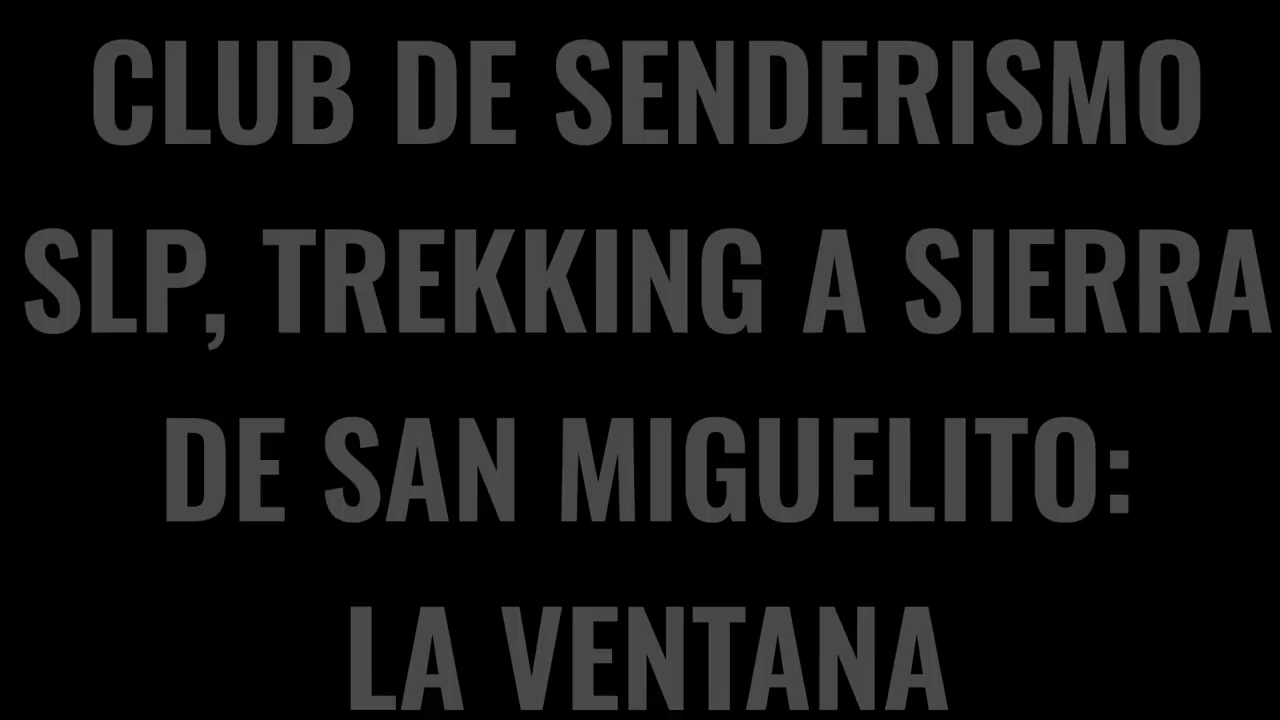 CLUB DE SENDERISMO
SLP, TREKKING A SIERRA
DE SAN MIGUELITO:
LA VENTANA